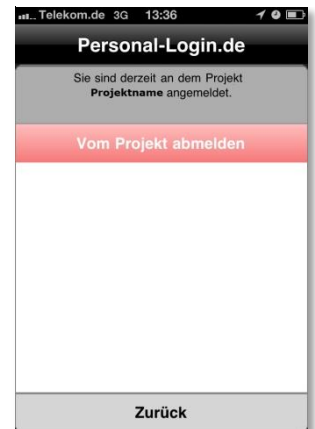 Telekom.de 3G 13:36
Personal-Login.de
Sie sind derzeit an dem Projekt
Projektname angemeldet.
Vom Projekt abmelden
Zurück